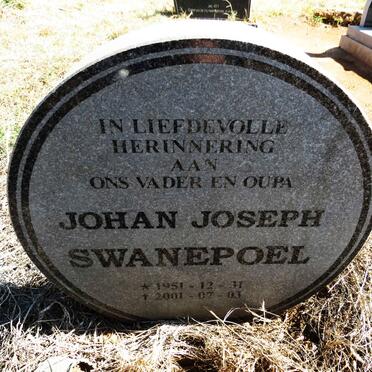 IN LIEFDEVOLLE
HERINNERING
AAN
ONS VADER EN OUPA
JOHAN JOSEPH
SWANEPOEL
★ 1951 - 12 - 31
† 2001 - 07 - 03